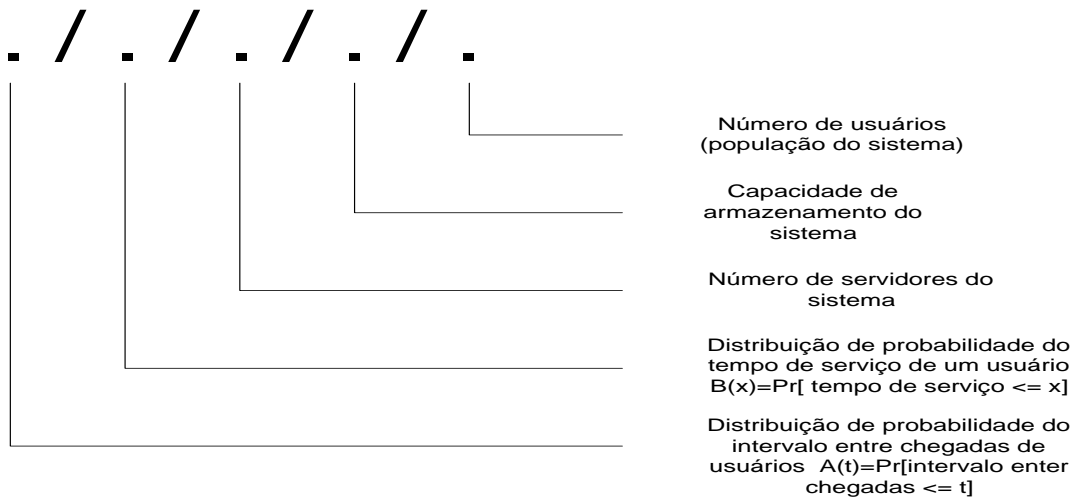 . / . / . / . / .
Número de usuários
(população do sistema)
Capacidade de
armazenamento do
sistema
Número de servidores do
sistema
Distribuição de probabilidade do
tempo de serviço de um usuário
B(x)=Pr[ tempo de serviço <= x]
Distribuição de probabilidade do
intervalo entre chegadas de
usuários A(t)=Pr[intervalo enter
chegadas <= t]